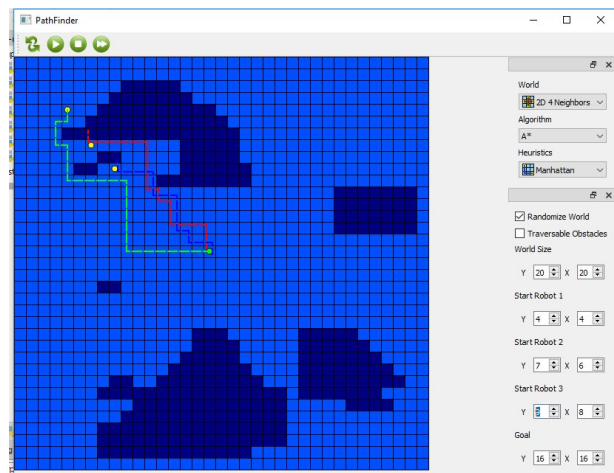 PathFinder
World
2D 4 Neighbors
Algorithm
A*
Heuristics
Manhattan
Randomize World
Traversable Obstacles
World Size
Y 20 X 20
Start Robot 1
Y 4 X 4
Start Robot 2
Y 7 X 6
Start Robot 3
Y X 8
Goal
Y 16 X 16